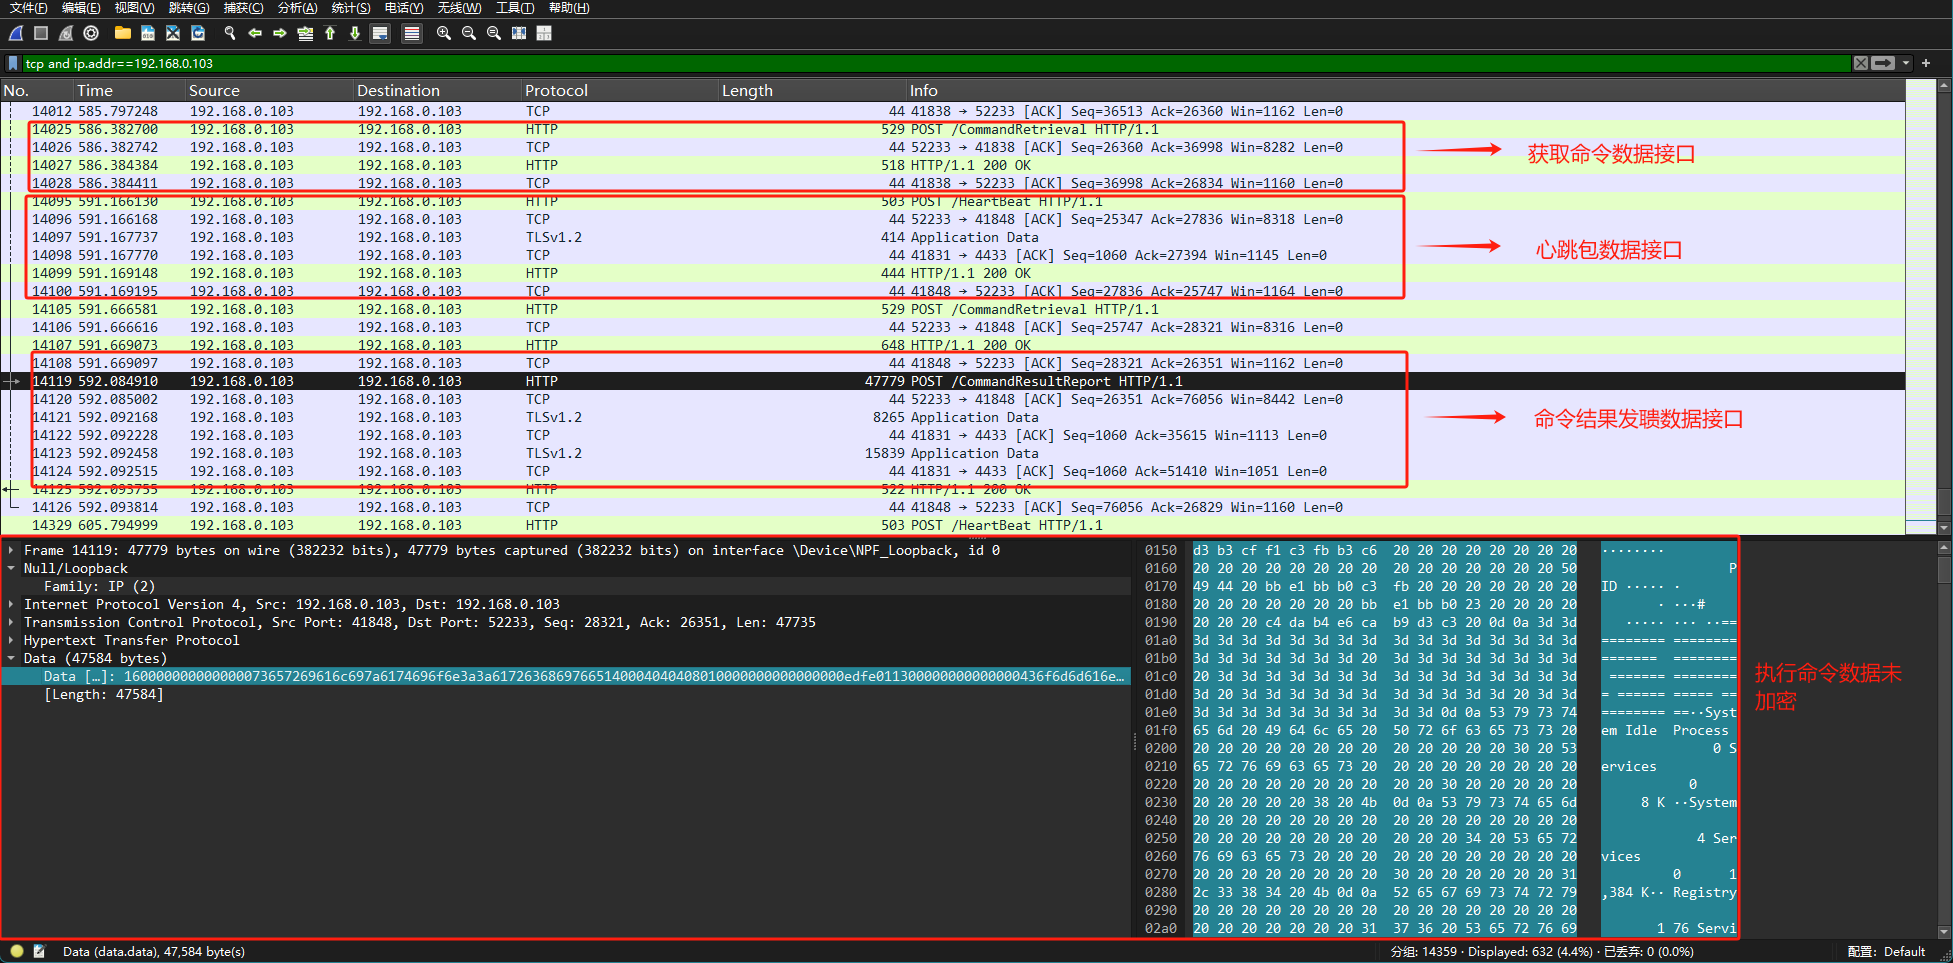 文件(F) 编辑(E) 视图(V) 跳转(G) 捕获(C) 分析(A) 统计(S) 电话(Y) 无线(W) 工具(T) 帮助(H)
tcp and ip.addr==192.168.0.103
No. Time Source Destination Protocol Length Info
14012 585.797248 192.168.0.103 192.168.0.103 TCP 44 41838 → 52233 [ACK] Seq=36513 Ack=26360 Win=1162 Len=0
14025 586.382700 192.168.0.103 192.168.0.103 HTTP 529 POST /CommandRetrieval HTTP/1.1
14026 586.382742 192.168.0.103 192.168.0.103 TCP 44 52233 → 41838 [ACK] Seq=26360 Ack=36998 Win=8282 Len=0
14027 586.384384 192.168.0.103 192.168.0.103 HTTP 518 HTTP/1.1 200 OK
14028 586.384411 192.168.0.103 192.168.0.103 TCP 44 41838 → 52233 [ACK] Seq=36998 Ack=26834 Win=1160 Len=0
获取命令数据接口
14095 591.166130 192.168.0.103 192.168.0.103 HTTP 503 POST /HeartBeat HTTP/1.1
14096 591.166168 192.168.0.103 192.168.0.103 TCP 44 52233 → 41848 [ACK] Seq=25347 Ack=27836 Win=8318 Len=0
14097 591.167737 192.168.0.103 192.168.0.103 TLSv1.2 414 Application Data
14098 591.167770 192.168.0.103 192.168.0.103 TCP 44 41831 → 4433 [ACK] Seq=1060 Ack=27394 Win=1145 Len=0
14099 591.169148 192.168.0.103 192.168.0.103 HTTP 444 HTTP/1.1 200 OK
14100 591.169195 192.168.0.103 192.168.0.103 TCP 44 41848 → 52233 [ACK] Seq=27836 Ack=25747 Win=1164 Len=0
心跳包数据接口
14105 591.666581 192.168.0.103 192.168.0.103 HTTP 529 POST /CommandRetrieval HTTP/1.1
14106 591.666616 192.168.0.103 192.168.0.103 TCP 44 52233 → 41848 [ACK] Seq=25747 Ack=28321 Win=8316 Len=0
14107 591.669073 192.168.0.103 192.168.0.103 HTTP 648 HTTP/1.1 200 OK
14108 591.669097 192.168.0.103 192.168.0.103 TCP 44 41848 → 52233 [ACK] Seq=28321 Ack=26351 Win=1162 Len=0
14119 592.084910 192.168.0.103 192.168.0.103 HTTP 47779 POST /CommandResultReport HTTP/1.1
14120 592.085002 192.168.0.103 192.168.0.103 TCP 44 52233 → 41848 [ACK] Seq=26351 Ack=76056 Win=8442 Len=0
14121 592.092168 192.168.0.103 192.168.0.103 TLSv1.2 8265 Application Data
14122 592.092228 192.168.0.103 192.168.0.103 TCP 44 41831 → 4433 [ACK] Seq=1060 Ack=35615 Win=1113 Len=0
14123 592.092458 192.168.0.103 192.168.0.103 TLSv1.2 15839 Application Data
14124 592.092515 192.168.0.103 192.168.0.103 TCP 44 41831 → 4433 [ACK] Seq=1060 Ack=51410 Win=1051 Len=0
命令结果发聩数据接口
14125 592.093755 192.168.0.103 192.168.0.103 HTTP 522 HTTP/1.1 200 OK
14126 592.093814 192.168.0.103 192.168.0.103 TCP 44 41848 → 52233 [ACK] Seq=76056 Ack=26829 Win=1160 Len=0
14329 605.794999 192.168.0.103 192.168.0.103 HTTP 503 POST /HeartBeat HTTP/1.1
Frame 14119: 47779 bytes on wire (382232 bits), 47779 bytes captured (382232 bits) on interface \Device\NPF_Loopback, id 0
Null/Loopback
Family: IP (2)
Internet Protocol Version 4, Src: 192.168.0.103, Dst: 192.168.0.103
Transmission Control Protocol, Src Port: 41848, Dst Port: 52233, Seq: 28321, Ack: 26351, Len: 47735
Hypertext Transfer Protocol
Data (47584 bytes)
Data […]: 16000000000000007365726961 6c697a6174696f6e3a3a61726368697665140004040408010000000000000000edfe01130000000000000000436f6d6d616e…
[Length: 47584]
0150 d3 b3 cf f1 c3 fb b3 c6 20 20 20 20 20 20 20 20 ········
0160 20 20 20 20 20 20 20 20 20 20 20 20 20 20 20 50 P
0170 49 44 20 bb e1 bb b0 c3 fb 20 20 20 20 20 20 20 ID ····· ·
0180 20 20 20 20 20 20 20 bb e1 bb b0 23 20 20 20 20 · ···#
0190 20 20 20 c4 da b4 e6 ca b9 d3 c3 20 0d 0a 3d 3d ····· ··· ··==
01a0 3d 3d 3d 3d 3d 3d 3d 3d 3d 3d 3d 3d 3d 3d 3d 3d ======== ========
01b0 3d 3d 3d 3d 3d 3d 3d 20 3d 3d 3d 3d 3d 3d 3d 3d ======= ========
01c0 20 3d 3d 3d 3d 3d 3d 3d 3d 3d 3d 3d 3d 3d 3d 3d ======= ========
01d0 3d 20 3d 3d 3d 3d 3d 3d 3d 3d 3d 3d 3d 20 3d 3d = ====== ===== ==
01e0 3d 3d 3d 3d 3d 3d 3d 3d 3d 3d 0d 0a 53 79 73 74 ======== ==··Syst
01f0 65 6d 20 49 64 6c 65 20 50 72 6f 63 65 73 73 20 em Idle Process
0200 20 20 20 20 20 20 20 20 20 20 20 20 20 30 20 53 0 S
0210 65 72 76 69 63 65 73 20 20 20 20 20 20 20 20 20 ervices
0220 20 20 20 20 20 20 20 20 20 20 30 20 20 20 20 20 0
0230 20 20 20 20 20 38 20 4b 0d 0a 53 79 73 74 65 6d 8 K ··System
0240 20 20 20 20 20 20 20 20 20 20 20 20 20 20 20 20
0250 20 20 20 20 20 20 20 20 20 20 20 34 20 53 65 72 4 Ser
0260 76 69 63 65 73 20 20 20 20 20 20 20 20 20 20 20 vices
0270 20 20 20 20 20 20 20 20 30 20 20 20 20 20 20 31 0 1
0280 2c 33 38 34 20 4b 0d 0a 52 65 67 69 73 74 72 79 ,384 K·· Registry
0290 20 20 20 20 20 20 20 20 20 20 20 20 20 20 20 20
02a0 20 20 20 20 20 20 20 31 37 36 20 53 65 72 76 69 1 76 Servi
执行命令数据未
加密
Data (data.data), 47,584 byte(s)
分组: 14359 · Displayed: 632 (4.4%) · 已丢弃: 0 (0.0%)
配置: Default